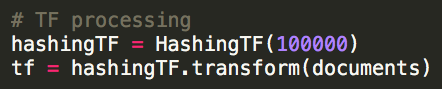 # TF processing
hashingTF = HashingTF(100000)
tf = hashingTF.transform(documents)